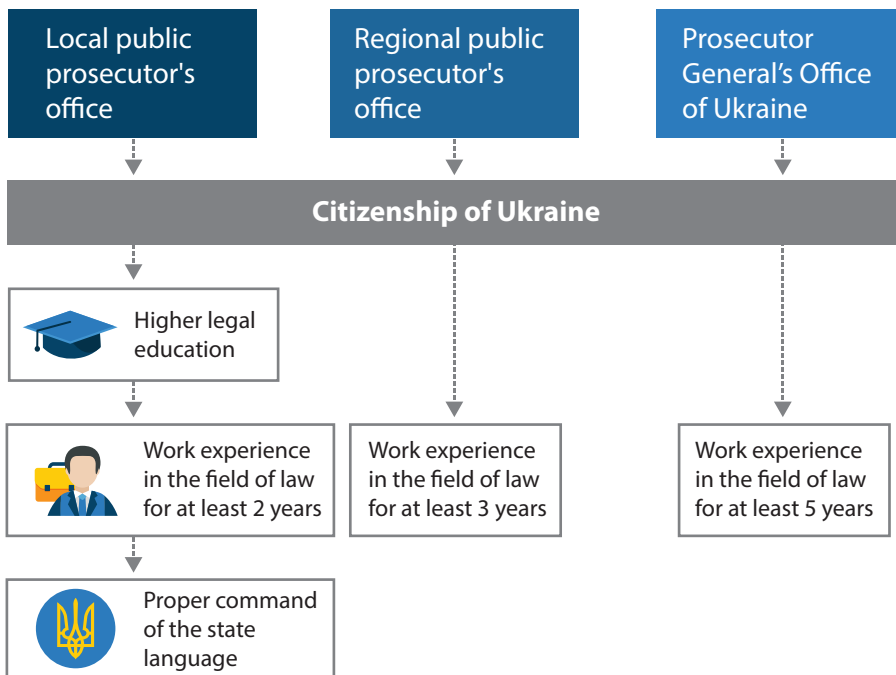 Local public
prosecutor's
office
Regional public
prosecutor's
office
Prosecutor
General’s Office
of Ukraine
Citizenship of Ukraine
Higher legal
education
Work experience
in the field of law
for at least 2 years
Work experience
in the field of law
for at least 3 years
Work experience
in the field of law
for at least 5 years
Proper command
of the state
language